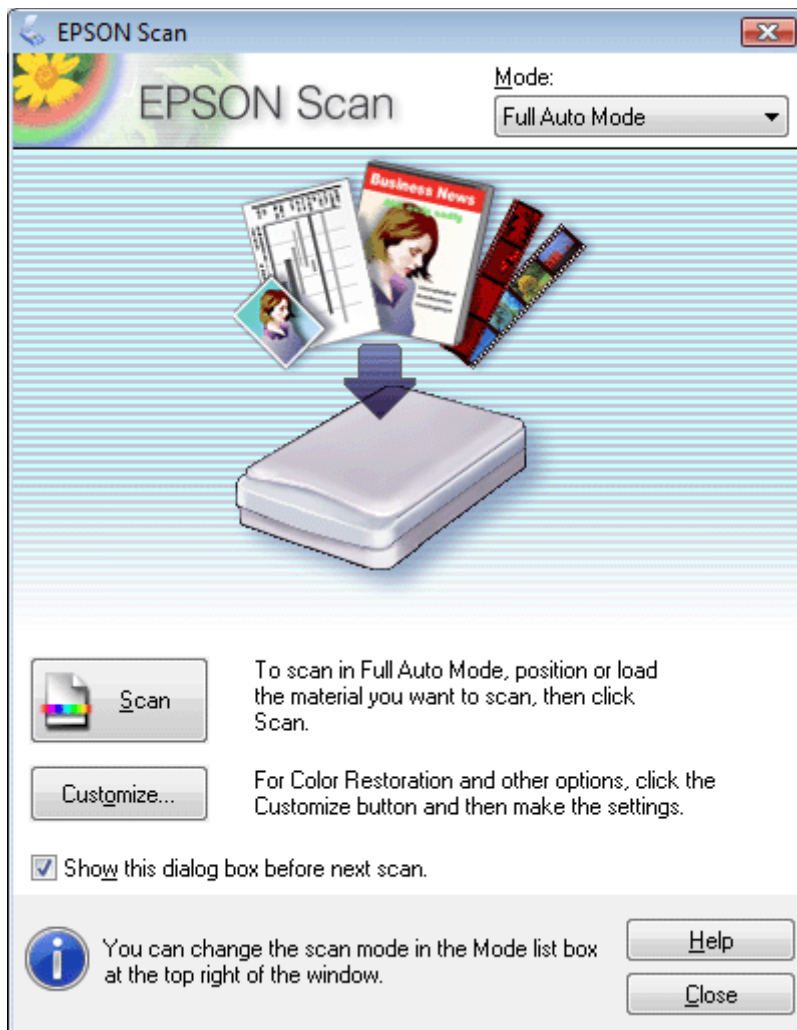 EPSON Scan
EPSON Scan
Mode:
Full Auto Mode
Business News
Scan
To scan in Full Auto Mode, position or load
the material you want to scan, then click
Scan.
Customize...
For Color Restoration and other options, click the
Customize button and then make the settings.
Show this dialog box before next scan.
You can change the scan mode in the Mode list box
at the top right of the window.
Help
Close